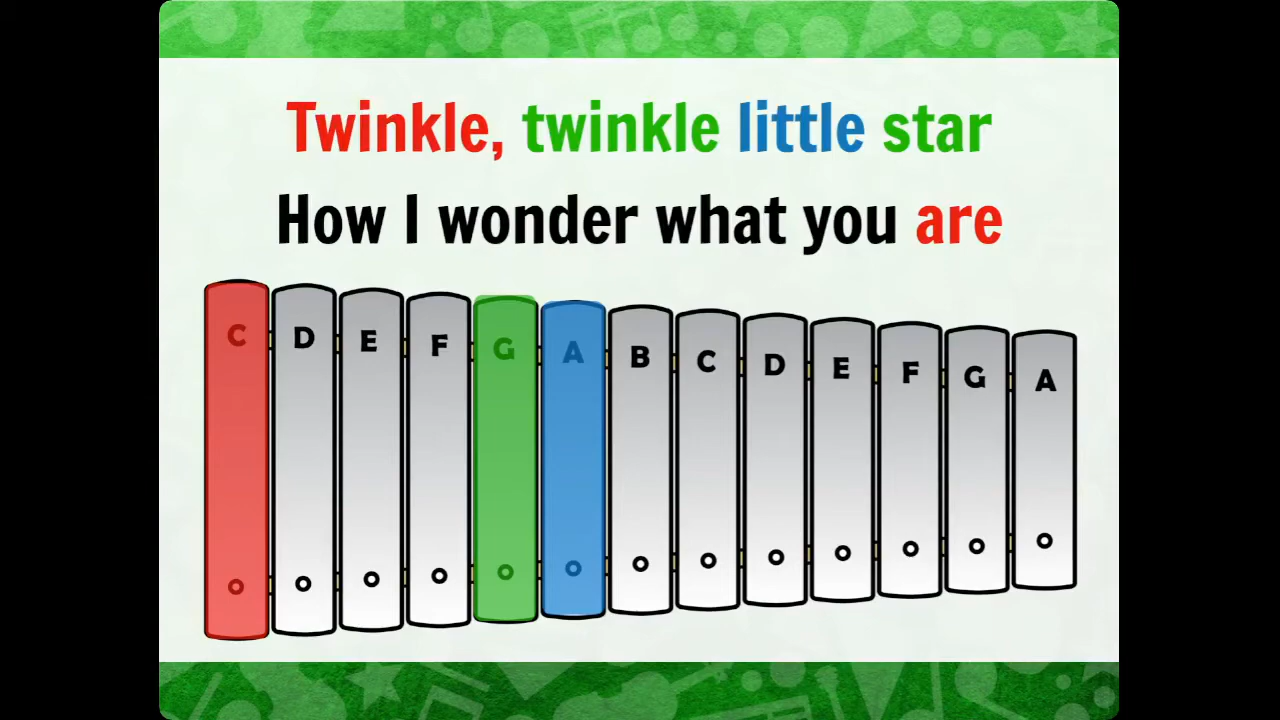 Twinkle, twinkle little star
How I wonder what you are
C D E F G A B C D E F G A